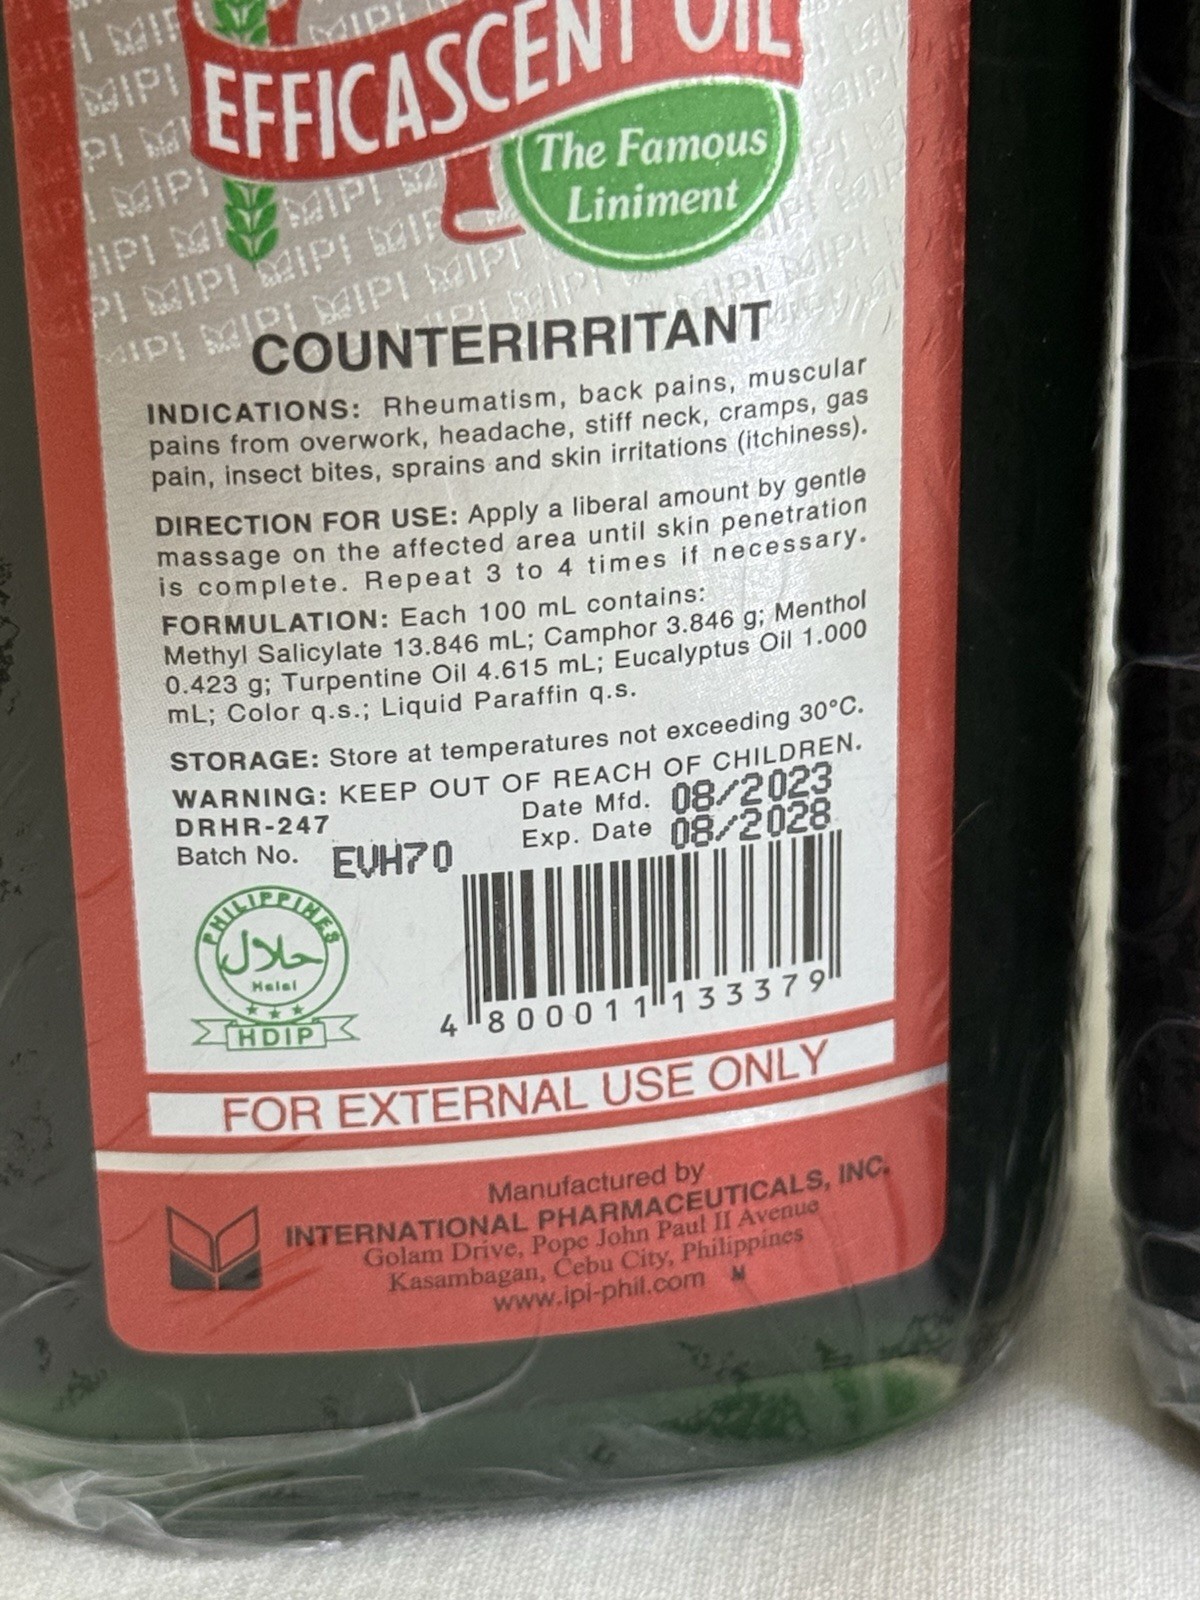 EFFICASCENT OIL
The Famous
Liniment
COUNTERIRRITANT
INDICATIONS: Rheumatism, back pains, muscular
pains from overwork, headache, stiff neck, cramps, gas
pain, insect bites, sprains and skin irritations (itchiness).
DIRECTION FOR USE: Apply a liberal amount by gentle
massage on the affected area until skin penetration
is complete. Repeat 3 to 4 times if necessary.
FORMULATION: Each 100 mL contains:
Methyl Salicylate 13.846 mL; Camphor 3.846 g; Menthol
0.423 g; Turpentine Oil 4.615 mL; Eucalyptus Oil 1.000
mL; Color q.s.; Liquid Paraffin q.s.
STORAGE: Store at temperatures not exceeding 30°C.
WARNING: KEEP OUT OF REACH OF CHILDREN.
DRHR-247
Date Mfd. 08/2023
Batch No. EVH70
Exp. Date 08/2028
PHILIPPINES
حلال
Halal
HDIP
4 800011 133379
FOR EXTERNAL USE ONLY
Manufactured by
INTERNATIONAL PHARMACEUTICALS, INC.
Golam Drive, Pope John Paul II Avenue
Kasambagan, Cebu City, Philippines
www.ipi-phil.com M